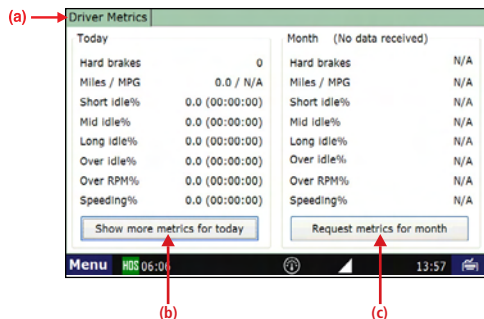 (a)
Driver Metrics
Today
Hard brakes 0
Miles / MPG 0.0 / N/A
Short idle% 0.0 (00:00:00)
Mid idle% 0.0 (00:00:00)
Long idle% 0.0 (00:00:00)
Over idle% 0.0 (00:00:00)
Over RPM% 0.0 (00:00:00)
Speeding% 0.0 (00:00:00)
Show more metrics for today
Month (No data received)
Hard brakes N/A
Miles / MPG N/A
Short idle% N/A
Mid idle% N/A
Long idle% N/A
Over idle% N/A
Over RPM% N/A
Speeding% N/A
Request metrics for month
Menu HOS 06:06 13:57
(b) (c)